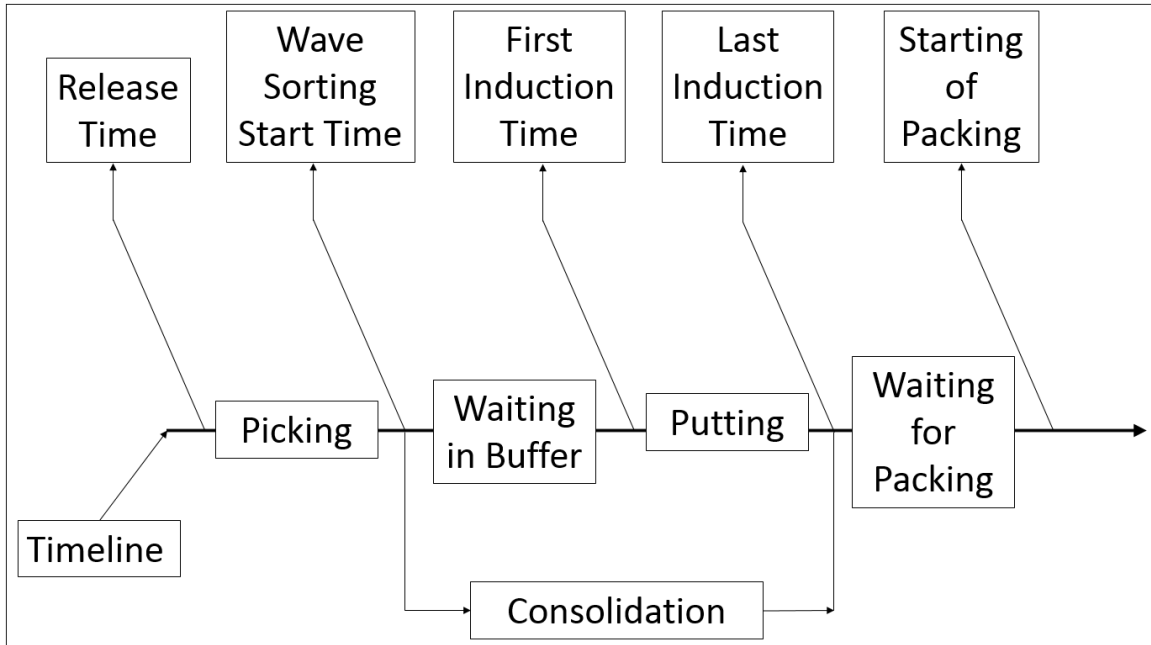 Release
Time
Wave
Sorting
Start Time
First
Induction
Time
Last
Induction
Time
Starting
of
Packing
Picking
Waiting
in Buffer
Putting
Waiting
for
Packing
Timeline
Consolidation